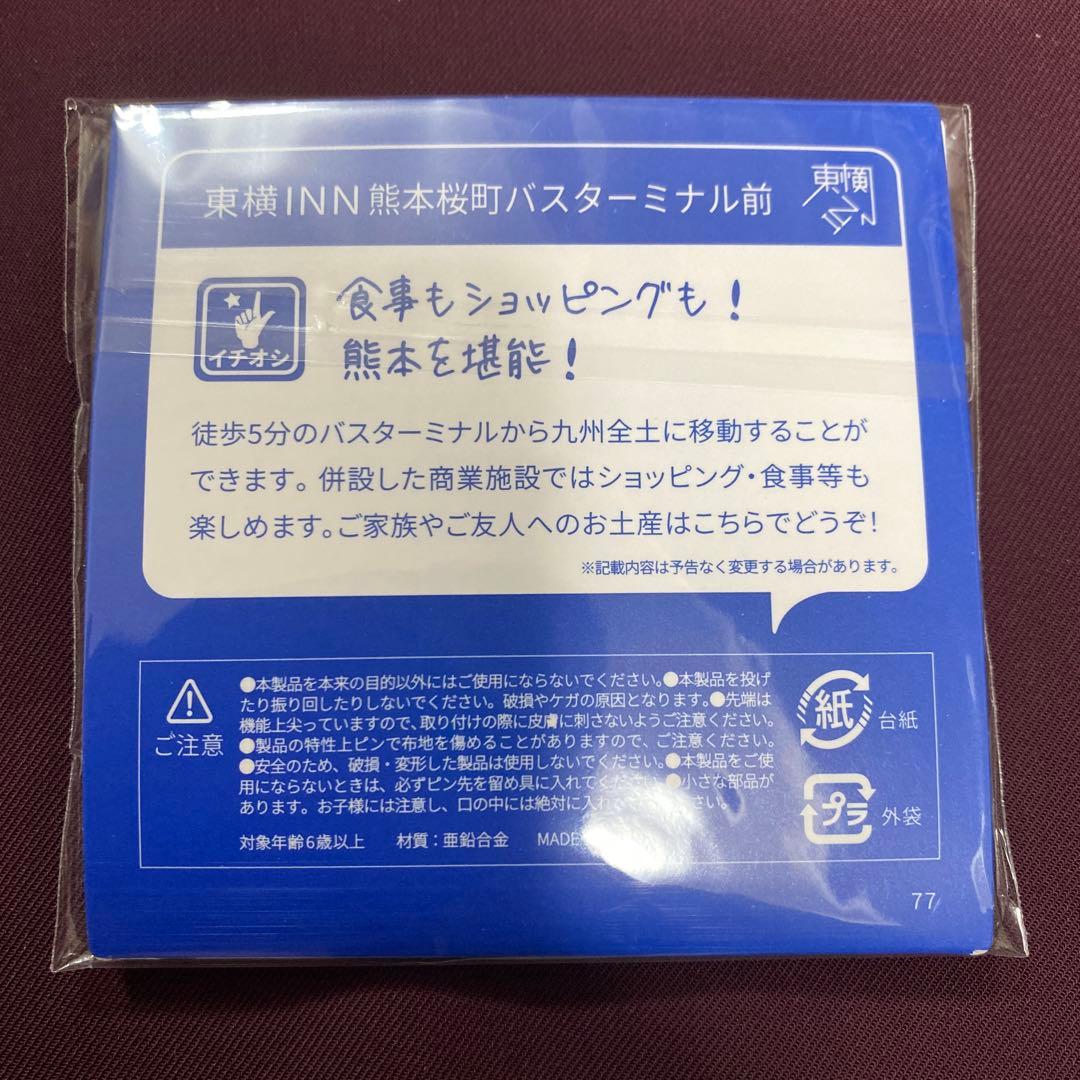 東横INN 熊本桜町バスターミナル前
東横INN
イチオシ
食事もショッピングも！
熊本を堪能！
徒歩5分のバスターミナルから九州全土に移動することが
できます。併設した商業施設ではショッピング・食事等も
楽しめます。ご家族やご友人へのお土産はこちらでどうぞ！
※記載内容は予告なく変更する場合があります。
ご注意
●本製品を本来の目的以外にはご使用にならないでください。●本製品を投げ
たり振り回したりしないでください。破損やケガの原因となります。●先端は
機能上尖っていますので、取り付けの際に皮膚に刺さないようご注意ください。
●製品の特性上ピンで布地を傷めることがありますので、ご注意ください。
●安全のため、破損・変形した製品は使用しないでください。●本製品をご使
用にならないときは、必ずピン先を留め具に入れてください。●小さな部品が
あります。お子様には注意し、口の中には絶対に入れないでください。
対象年齢6歳以上 材質：亜鉛合金 MADE
紙 台紙
プラ 外袋
77